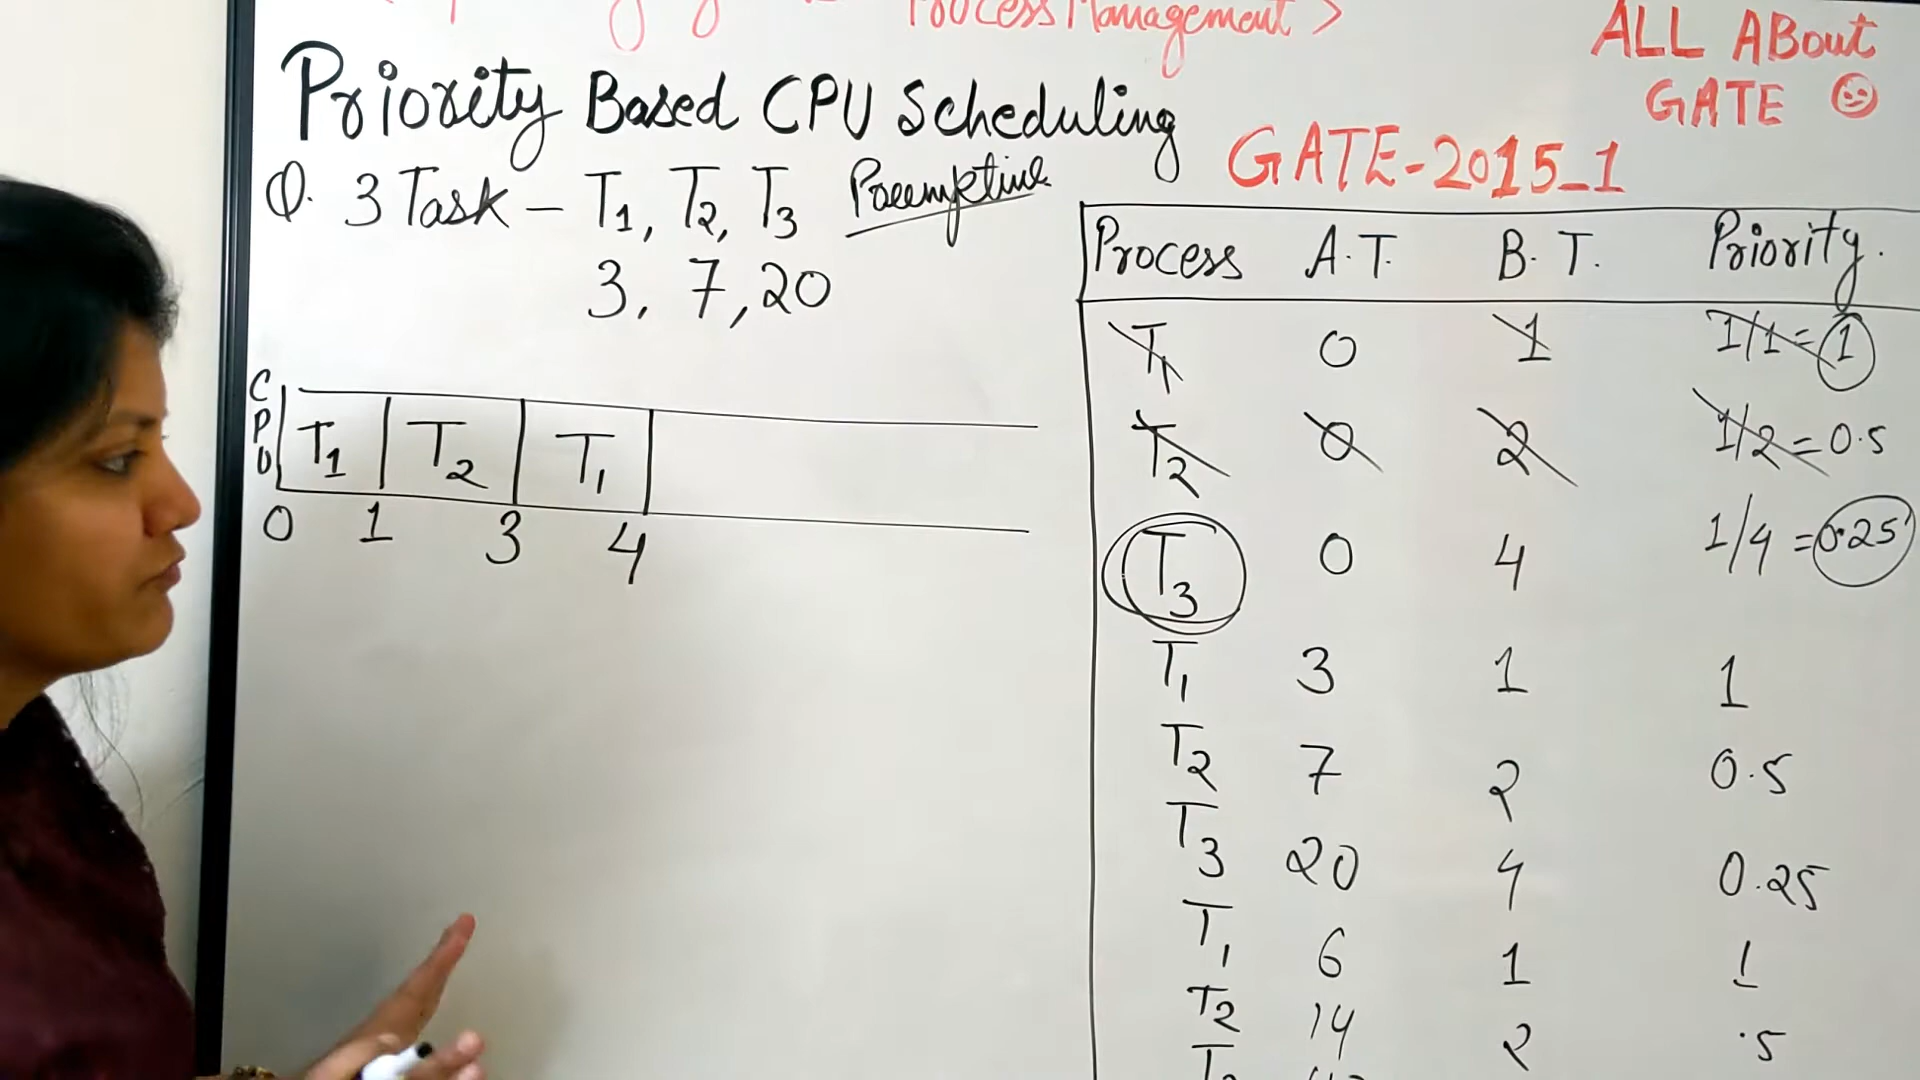 Process Management >
ALL ABout
GATE
Priority Based CPU Scheduling
GATE-2015_1
Q. 3 Task - T1, T2, T3 Preemptive
3, 7, 20
Process A.T. B.T. Priority.
T1 0 1 1/1 = 1
T2 0 2 1/2 = 0.5
T3 0 4 1/4 = 0.25
T1 3 1 1
T2 7 2 0.5
T3 20 4 0.25
T1 6 1 1
T2 14 2 .5
CPU
T1 T2 T1
0 1 3 4